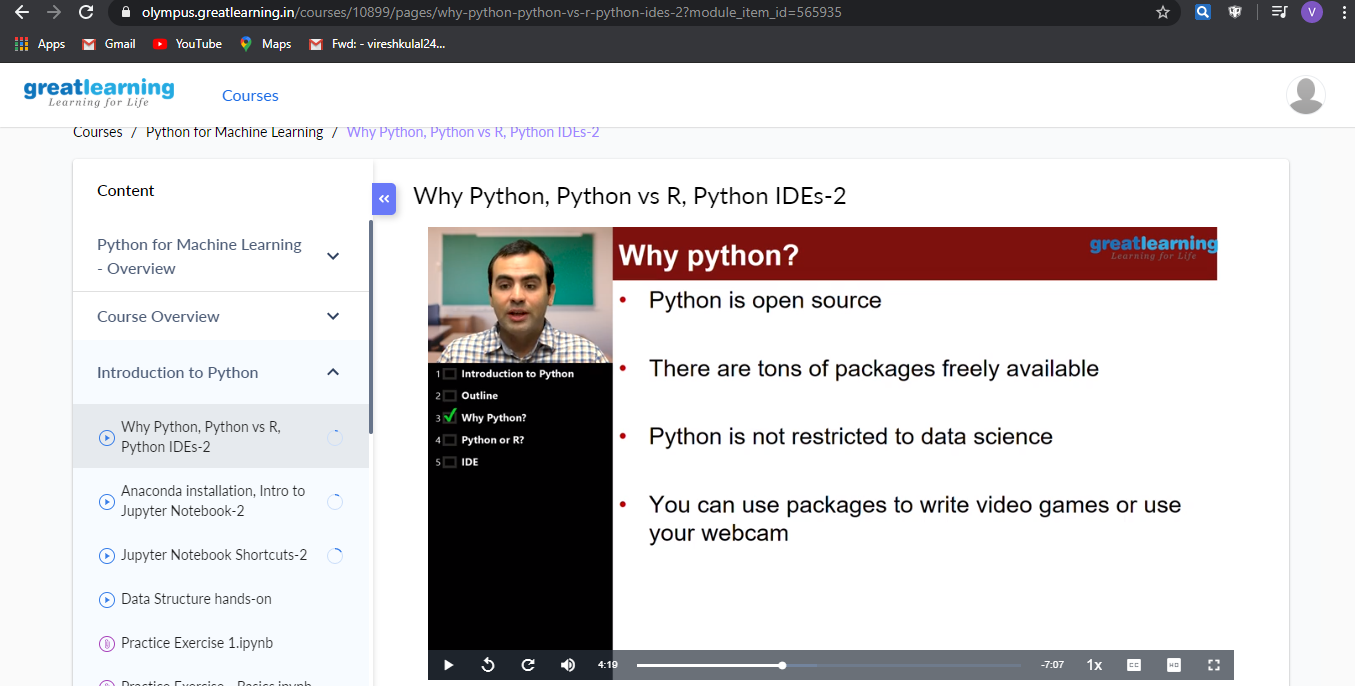 olympus.greatlearning.in/courses/10899/pages/why-python-python-vs-r-python-ides-2?module_item_id=565935
V
Apps
Gmail
YouTube
Maps
Fwd: - vireshkulal24...
greatlearning
Learning for Life
Courses
Courses / Python for Machine Learning / Why Python, Python vs R, Python IDEs-2
Content
Python for Machine Learning
- Overview
Course Overview
Introduction to Python
Why Python, Python vs R,
Python IDEs-2
Anaconda installation, Intro to
Jupyter Notebook-2
Jupyter Notebook Shortcuts-2
Data Structure hands-on
Practice Exercise 1.ipynb
Practice Exercise - Basics.ipynb
«
Why Python, Python vs R, Python IDEs-2
Why python?
greatlearning
Learning for Life
1 Introduction to Python
2 Outline
3 Why Python?
4 Python or R?
5 IDE
• Python is open source
• There are tons of packages freely available
• Python is not restricted to data science
• You can use packages to write video games or use
your webcam
4:19
-7:07
1x
CC
HD